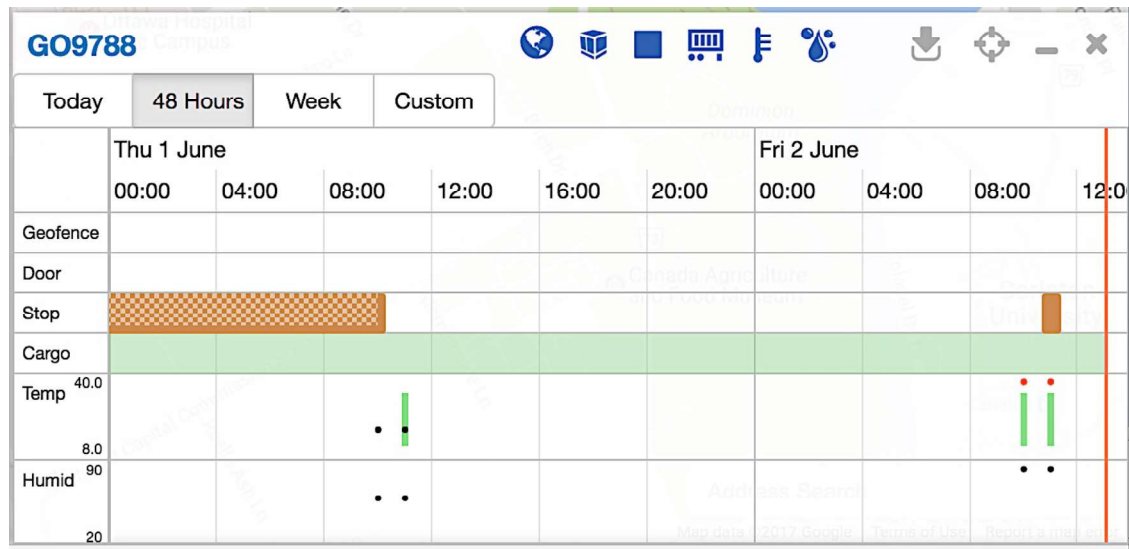 Ottawa Hospital
Campus
GO9788
Today 48 Hours Week Custom
Thu 1 June Fri 2 June
00:00 04:00 08:00 12:00 16:00 20:00 00:00 04:00 08:00 12:0
Geofence
Door
Canada Agriculture
and Food Museum
Stop
Cargo
Temp 40.0
8.0
Humid 90
Address Search
20
Map data ©2017 Google Terms of Use Report a map error